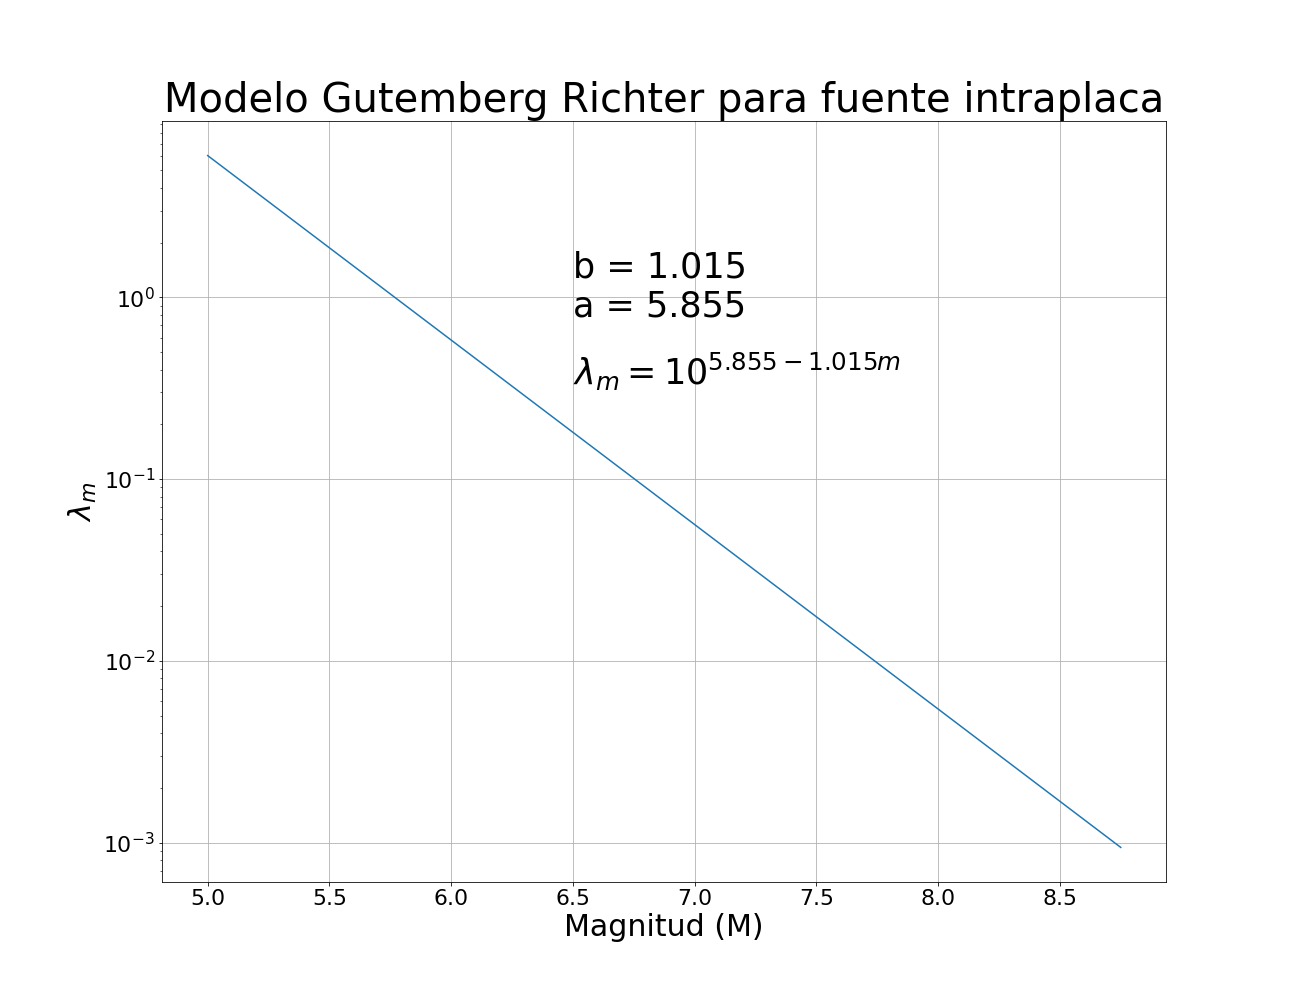 Modelo Gutemberg Richter para fuente intraplaca
b = 1.015
a = 5.855
λₘ = 10^{5.855 − 1.015m}
λₘ
10⁰
10⁻¹
10⁻²
10⁻³
5.0 5.5 6.0 6.5 7.0 7.5 8.0 8.5
Magnitud (M)